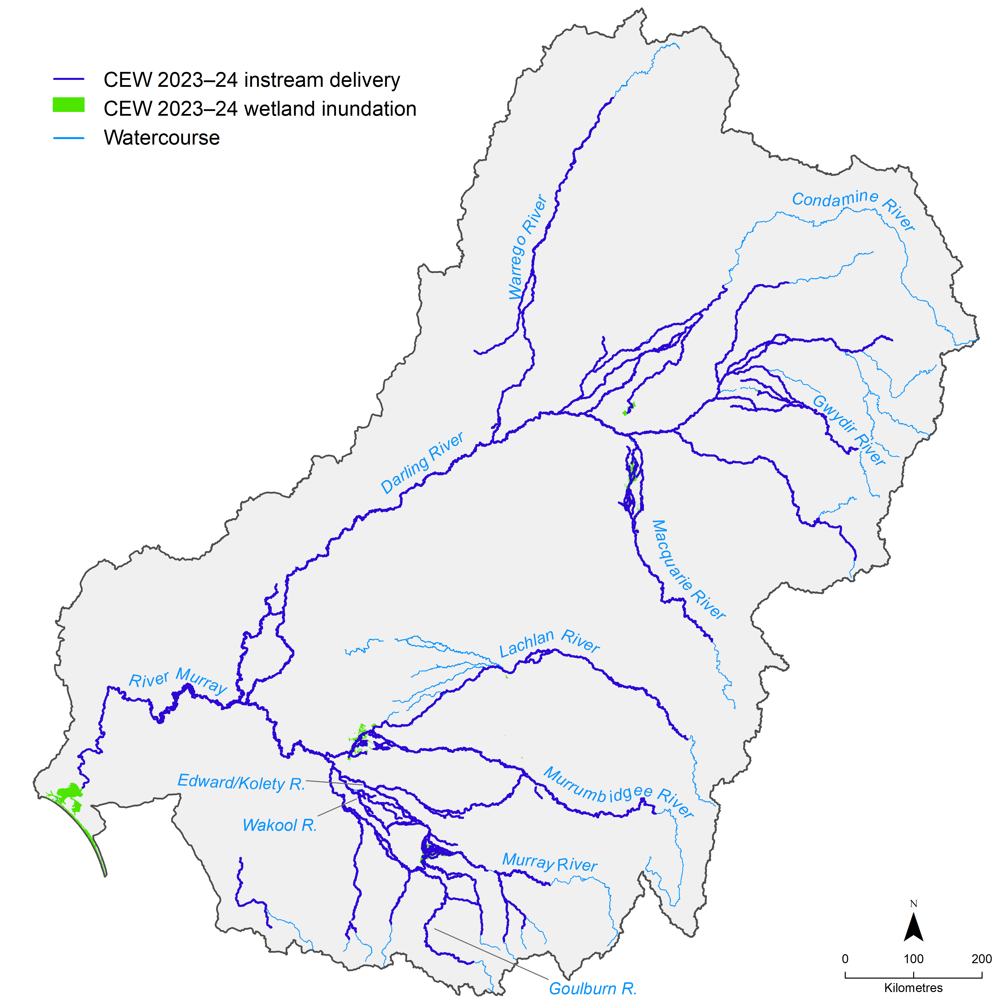 CEW 2023–24 instream delivery
CEW 2023–24 wetland inundation
Watercourse
Condamine River
Warrego River
Gwydir River
Darling River
Macquarie River
Lachlan River
River Murray
Murrumbidgee River
Edward/Kolety R.
Wakool R.
Murray River
Goulburn R.
N
0 100 200
Kilometres